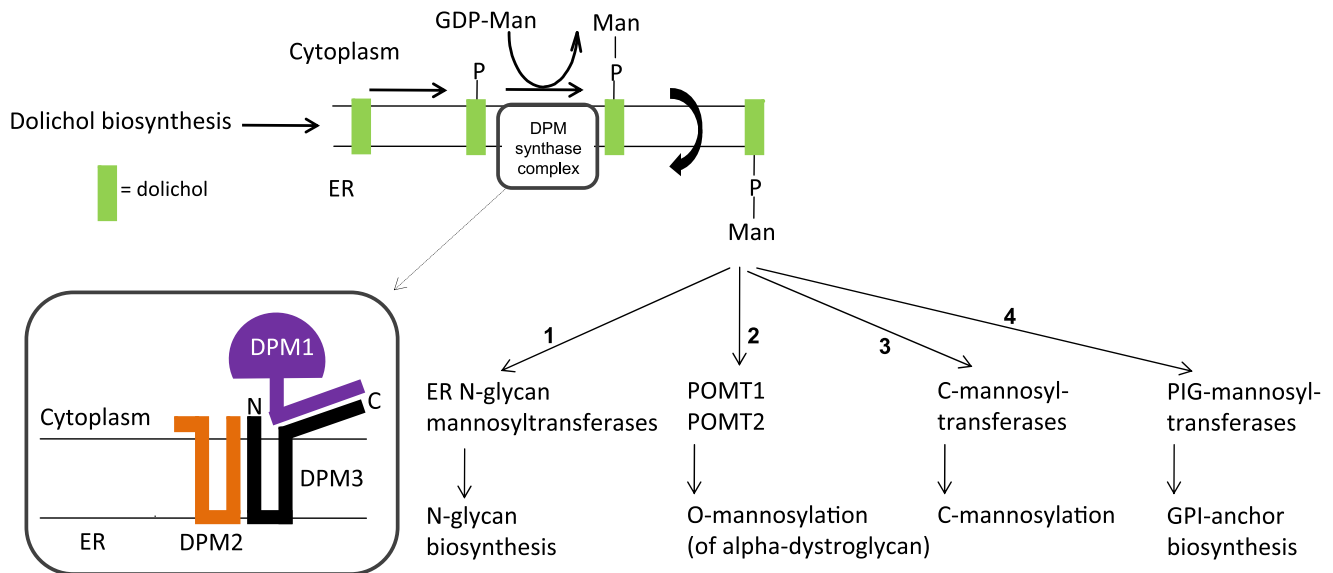 GDP-Man
Man
Cytoplasm
P
P
Dolichol biosynthesis
DPM
synthase
complex
ER
= dolichol
P
Man
1
2
3
4
DPM1
N
C
Cytoplasm
DPM3
ER
DPM2
ER N-glycan
mannosyltransferases
POMT1
POMT2
C-mannosyl-
transferases
PIG-mannosyl-
transferases
N-glycan
biosynthesis
O-mannosylation
(of alpha-dystroglycan)
C-mannosylation
GPI-anchor
biosynthesis